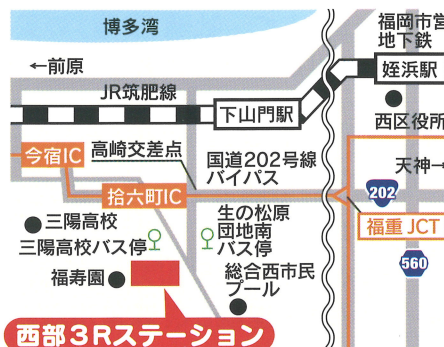 博多湾
福岡市営
地下鉄
←前原
姪浜駅
JR筑肥線
下山門駅
西区役所
今宿IC
高崎交差点
国道202号線
バイパス
天神→
拾六町IC
202
三陽高校
生の松原
団地南
バス停
福重JCT
三陽高校バス停
560
福寿園
総合西市民
プール
西部3Rステーション